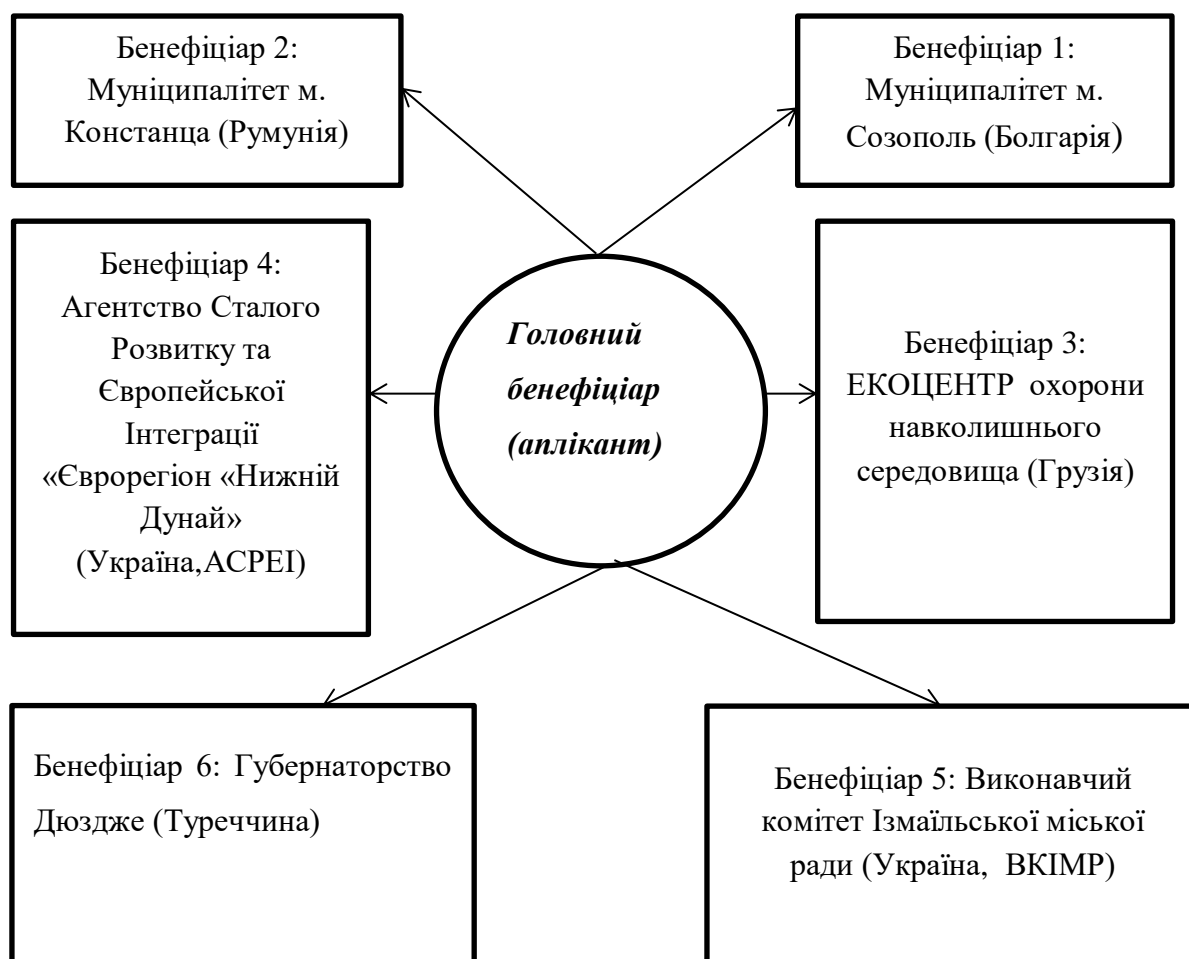 Бенефіціар 2:
Муніципалітет м.
Констанца (Румунія)
Бенефіціар 1:
Муніципалітет м.
Созополь (Болгарія)
Бенефіціар 4:
Агентство Сталого
Розвитку та
Європейської
Інтеграції
«Єврорегіон «Нижній
Дунай»
(Україна,АСРЕІ)
Головний
бенефіціар
(аплікант)
Бенефіціар 3:
ЕКОЦЕНТР охорони
навколишнього
середовища (Грузія)
Бенефіціар 6: Губернаторство
Дюздже (Туреччина)
Бенефіціар 5: Виконавчий
комітет Ізмаїльської міської
ради (Україна, ВКІМР)